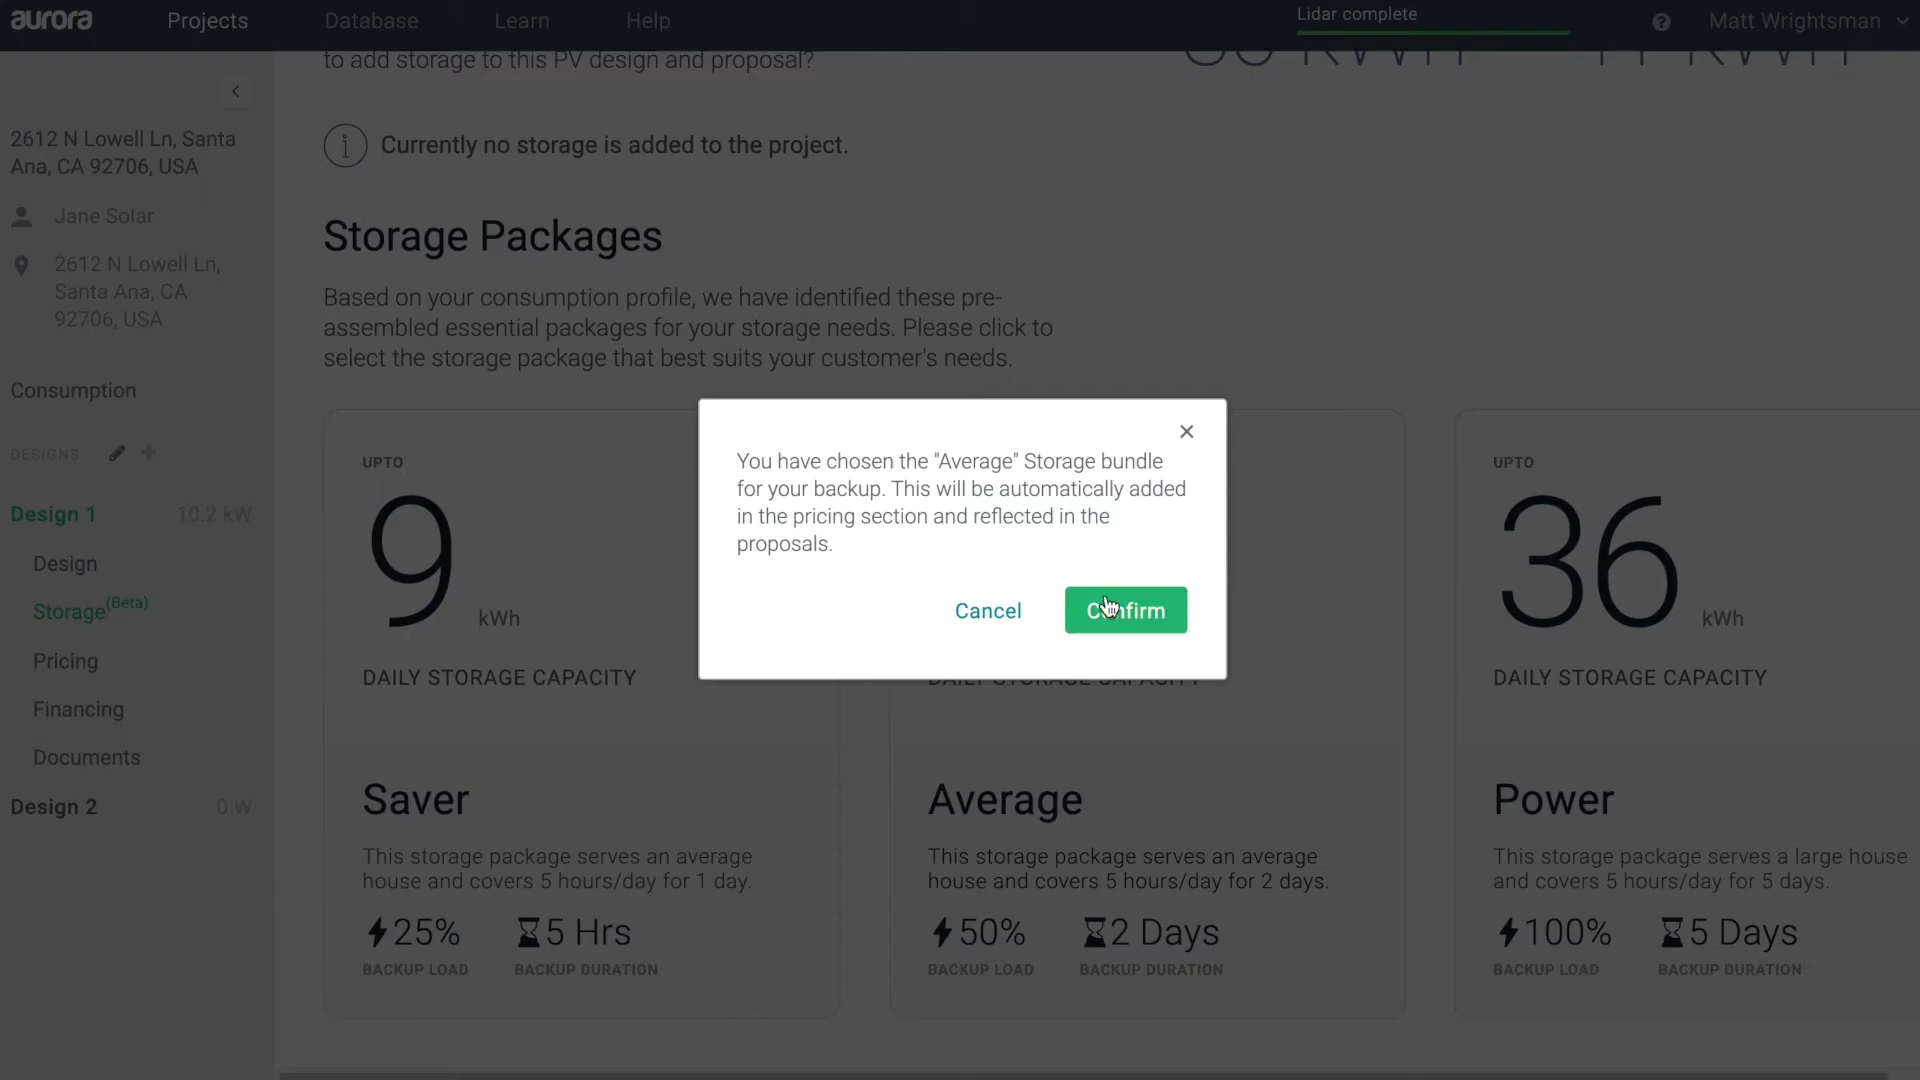 aurora
Projects
Database
Learn
Help
Lidar complete
Matt Wrightsman
to add storage to this PV design and proposal?
2612 N Lowell Ln, Santa
Ana, CA 92706, USA
Jane Solar
2612 N Lowell Ln,
Santa Ana, CA
92706, USA
Consumption
DESIGNS
Design 1 10.2 kW
Design
Storage(Beta)
Pricing
Financing
Documents
Design 2 0 W
Currently no storage is added to the project.
Storage Packages
Based on your consumption profile, we have identified these pre-
assembled essential packages for your storage needs. Please click to
select the storage package that best suits your customer's needs.
UPTO
9 kWh
DAILY STORAGE CAPACITY
Saver
This storage package serves an average
house and covers 5 hours/day for 1 day.
25% 5 Hrs
BACKUP LOAD BACKUP DURATION
You have chosen the "Average" Storage bundle
for your backup. This will be automatically added
in the pricing section and reflected in the
proposals.
Cancel
Confirm
DAILY STORAGE CAPACITY
Average
This storage package serves an average
house and covers 5 hours/day for 2 days.
50% 2 Days
BACKUP LOAD BACKUP DURATION
UPTO
36 kWh
DAILY STORAGE CAPACITY
Power
This storage package serves a large house
and covers 5 hours/day for 5 days.
100% 5 Days
BACKUP LOAD BACKUP DURATION